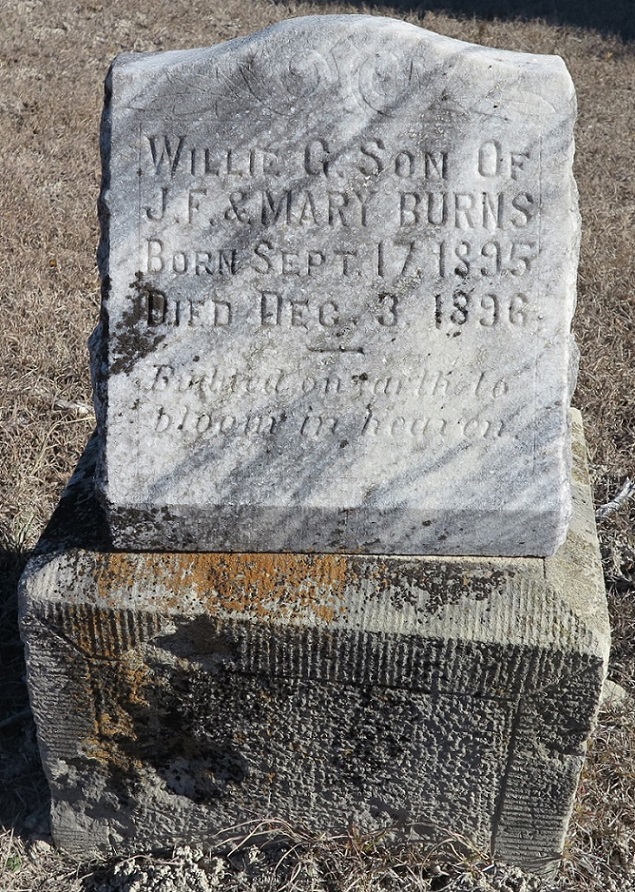 WILLIE G. SON OF
J.F. & MARY BURNS
BORN SEPT. 17, 1895
DIED DEC. 3, 1896.
Budded on earth to
bloom in heaven.